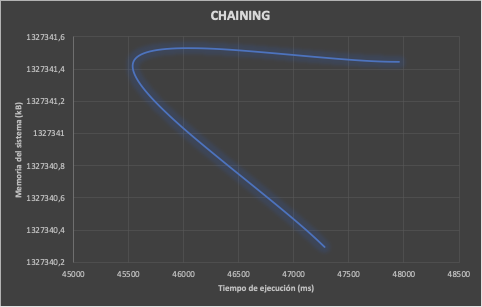 CHAINING
Memoria del sistema (kB)
1327341,6
1327341,4
1327341,2
1327341
1327340,8
1327340,6
1327340,4
1327340,2
45000 45500 46000 46500 47000 47500 48000 48500
Tiempo de ejecución (ms)